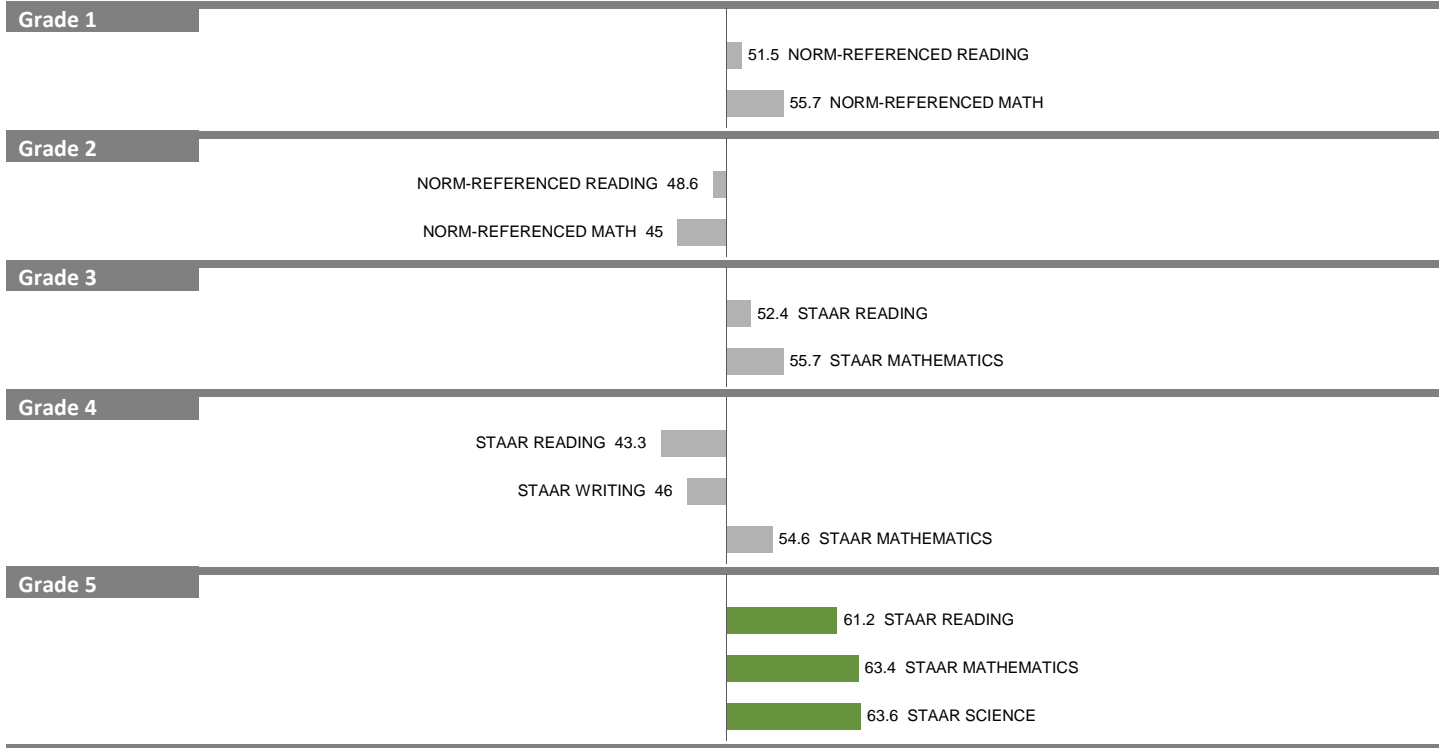 Grade 1
51.5 NORM-REFERENCED READING
55.7 NORM-REFERENCED MATH
Grade 2
NORM-REFERENCED READING 48.6
NORM-REFERENCED MATH 45
Grade 3
52.4 STAAR READING
55.7 STAAR MATHEMATICS
Grade 4
STAAR READING 43.3
STAAR WRITING 46
54.6 STAAR MATHEMATICS
Grade 5
61.2 STAAR READING
63.4 STAAR MATHEMATICS
63.6 STAAR SCIENCE